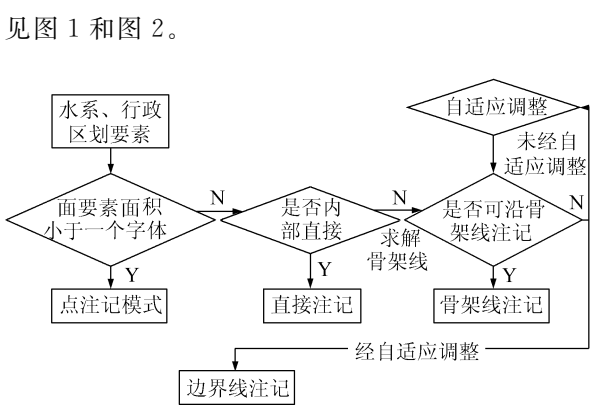 见图 1 和图 2。
水系、行政
区划要素
自适应调整
未经自
适应调整
面要素面积
小于一个字体
N
是否内
部直接
N
求解
骨架线
是否可沿骨
架线注记
N
Y
Y
Y
点注记模式
直接注记
骨架线注记
经自适应调整
边界线注记